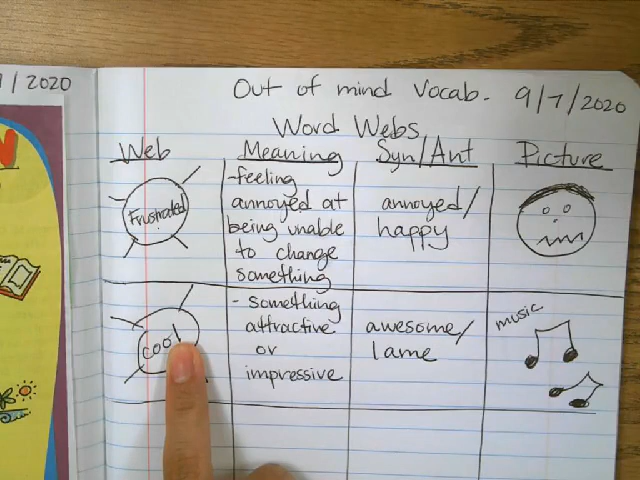 1/2020
Out of mind Vocab. 9/7/2020
Word Webs
Web Meaning Syn/Ant Picture
Frustrated
-feeling
annoyed at
being unable
to change
something
annoyed/
happy
cool
- something
attractive
or
impressive
awesome/
lame
music